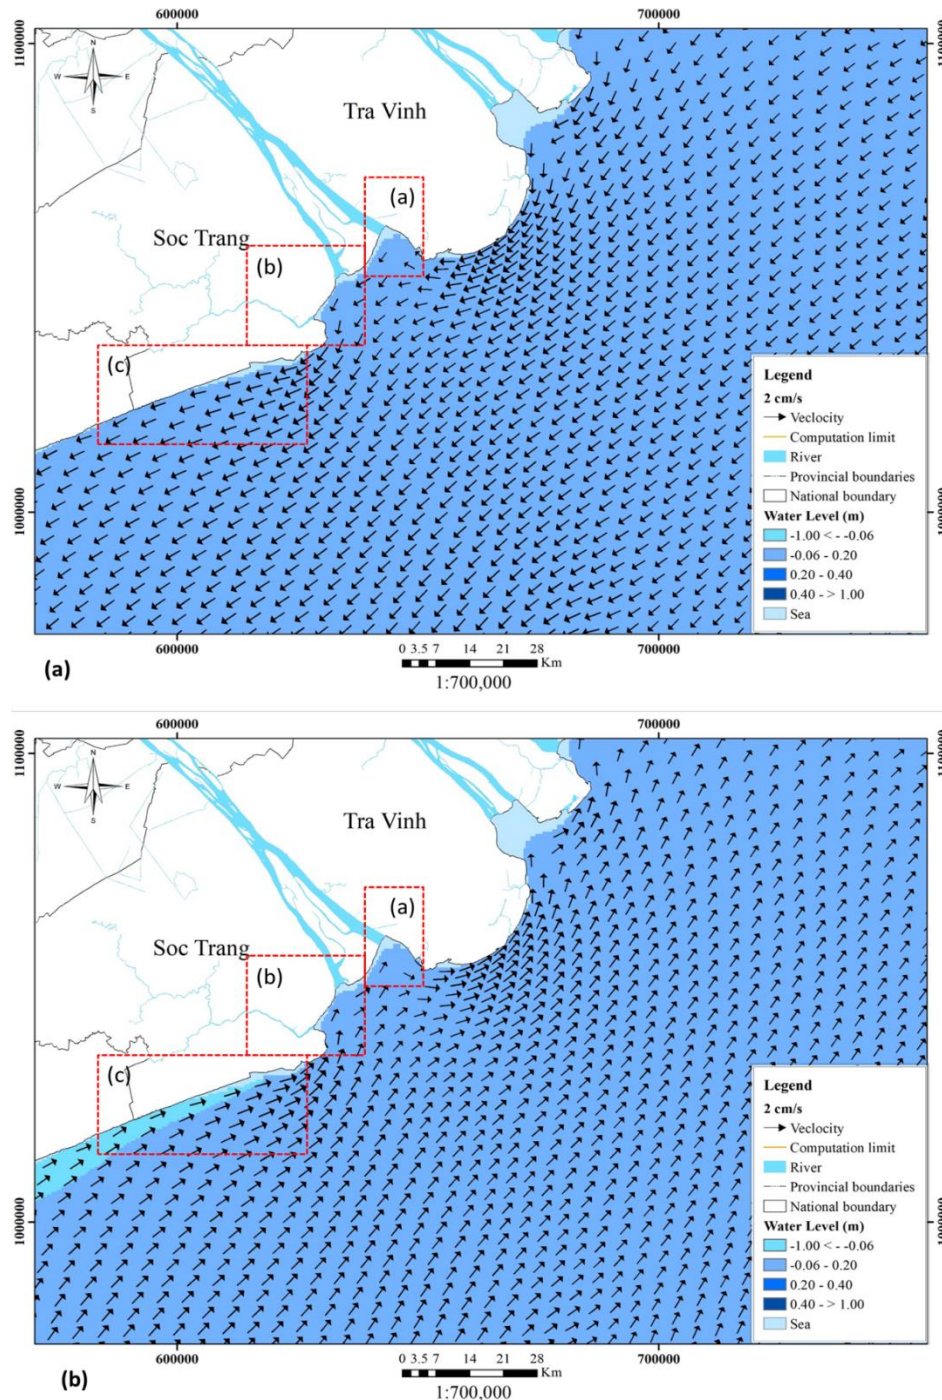 600000 700000
1100000 1100000
N
W E
S
Tra Vinh
(a)
Soc Trang
(b)
(c)
Legend
2 cm/s
Veclocity
Computation limit
River
Provincial boundaries
National boundary
Water Level (m)
-1.00 < - -0.06
-0.06 - 0.20
0.20 - 0.40
0.40 - > 1.00
Sea
1000000 1000000
600000 700000
(a)
0 3.5 7 14 21 28
Km
1:700,000
600000 700000
1100000 1100000
N
W E
S
Tra Vinh
(a)
Soc Trang
(b)
(c)
Legend
2 cm/s
Veclocity
Computation limit
River
Provincial boundaries
National boundary
Water Level (m)
-1.00 < - -0.06
-0.06 - 0.20
0.20 - 0.40
0.40 - > 1.00
Sea
1000000 1000000
600000 700000
(b)
0 3.5 7 14 21 28
Km
1:700,000